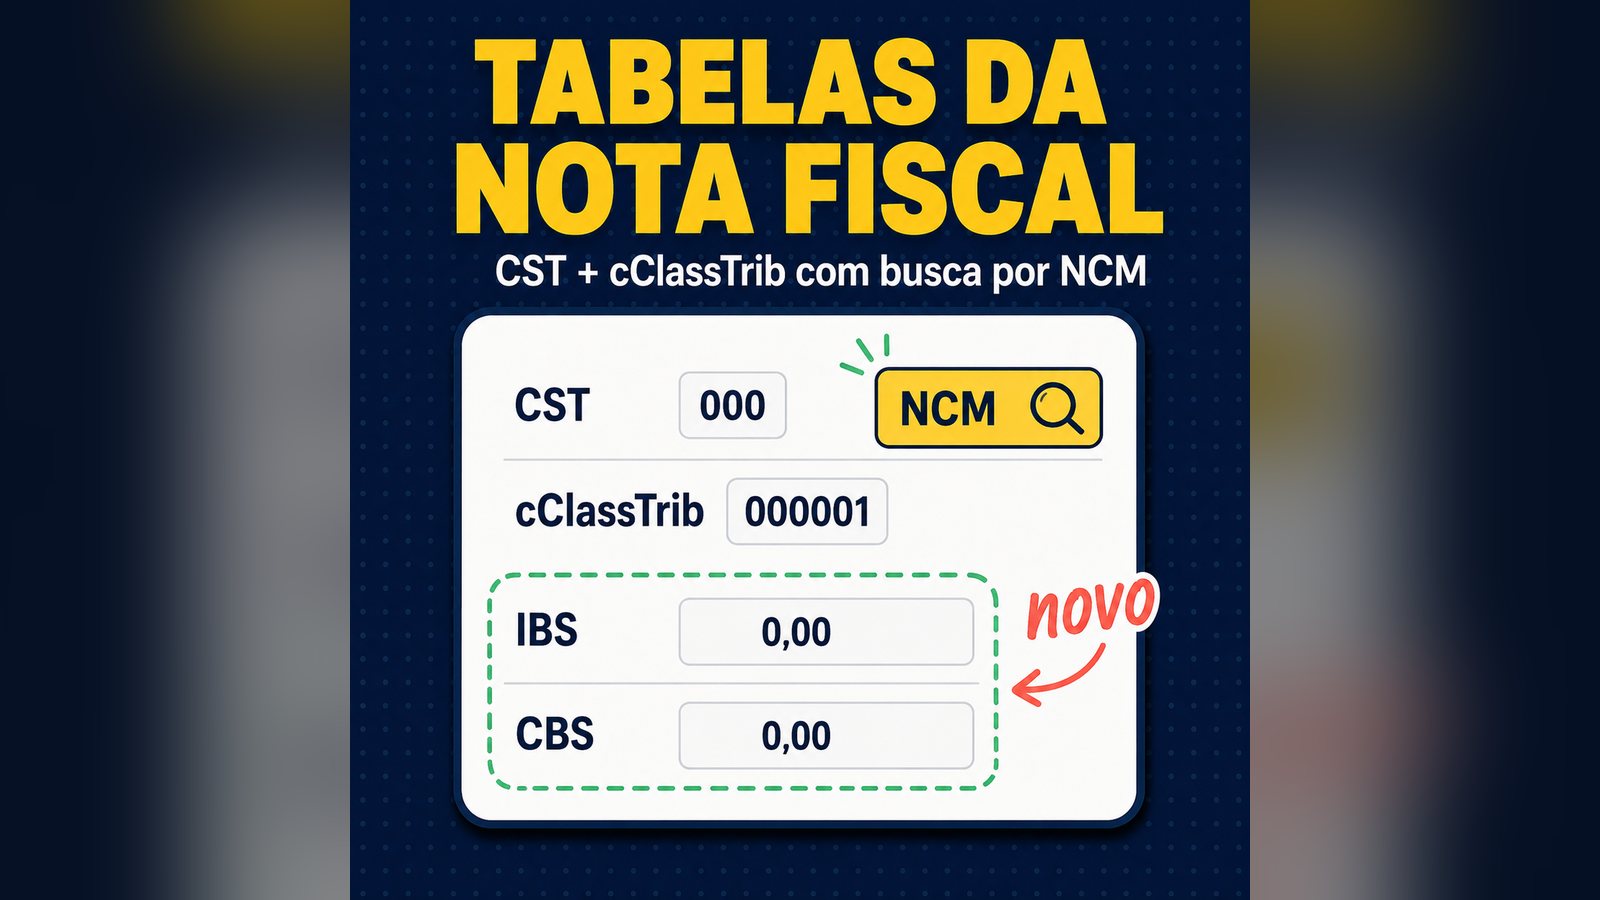 TABELAS DA
NOTA FISCAL
CST + cClassTrib com busca por NCM
CST 000 NCM
cClassTrib 000001
IBS 0,00
novo
CBS 0,00